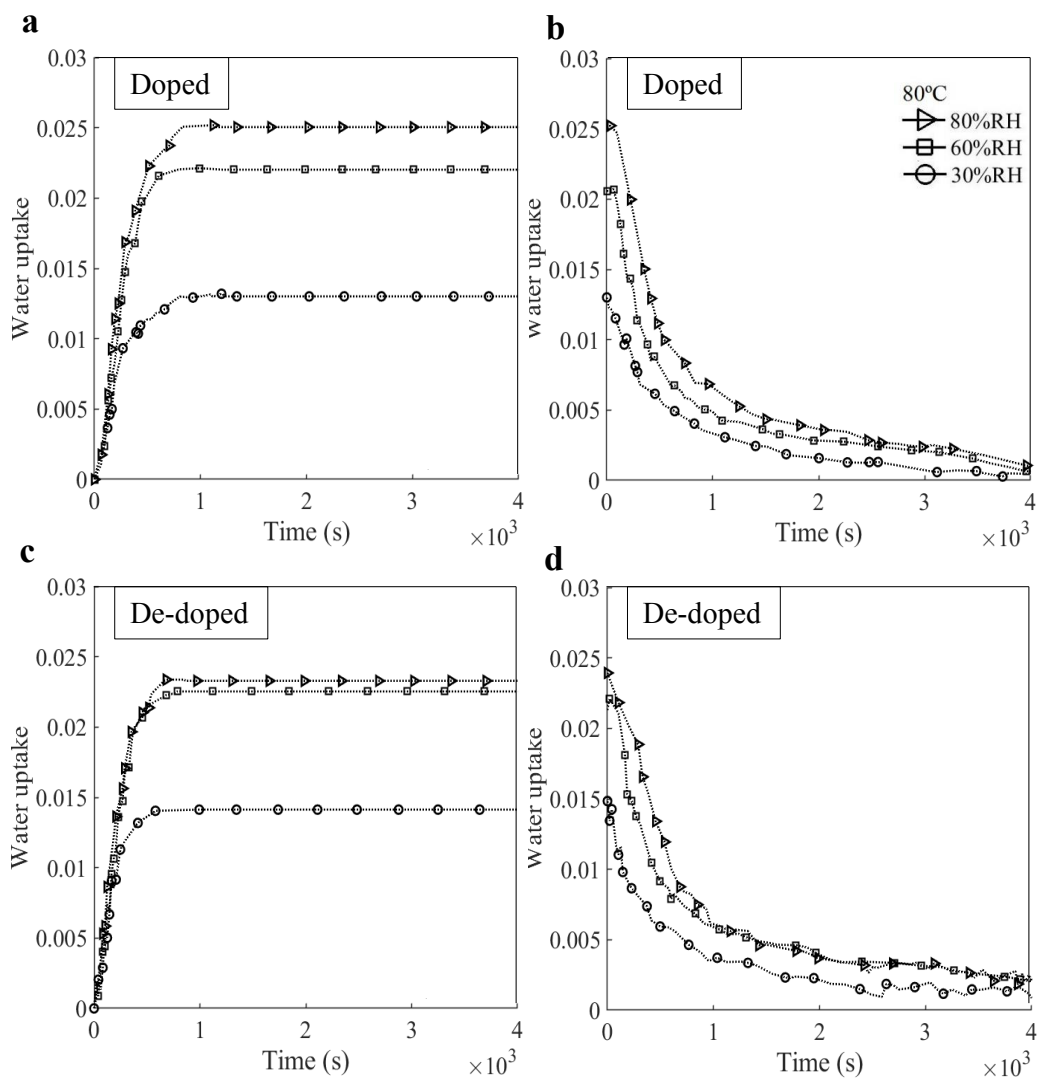 a
Doped
0.03
0.025
0.02
0.015
0.01
0.005
0
Water uptake
0 1 2 3 4
Time (s)
×10³
b
Doped
80ºC
80%RH
60%RH
30%RH
0.03
0.025
0.02
0.015
0.01
0.005
0
Water uptake
0 1 2 3 4
Time (s)
×10³
c
De-doped
0.03
0.025
0.02
0.015
0.01
0.005
0
Water uptake
0 1 2 3 4
Time (s)
×10³
d
De-doped
0.03
0.025
0.02
0.015
0.01
0.005
0
Water uptake
0 1 2 3 4
Time (s)
×10³